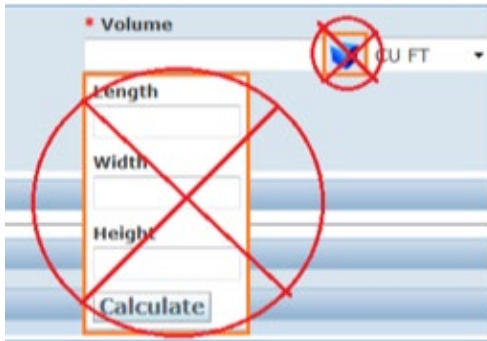 * Volume
CU FT
Length
Width
Height
Calculate